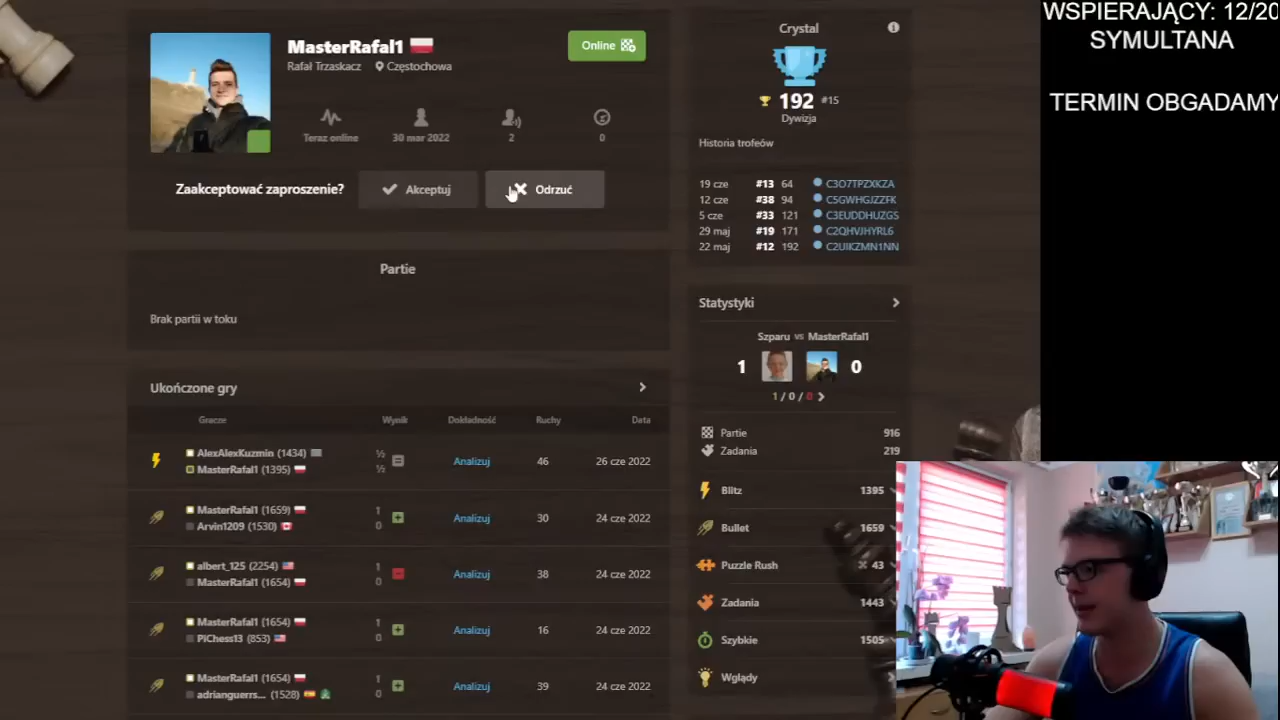 MasterRafal1
Rafał Trzaskacz Częstochowa
Online
Teraz online
30 mar 2022
2
0
Zaakceptować zaproszenie?
Akceptuj
Odrzuć
Partie
Brak partii w toku
Ukończone gry
Gracze Wynik Dokładność Ruchy Data
AlexAlexKuzmin (1434) ½
MasterRafal1 (1395) ½
Analizuj 46 26 cze 2022
MasterRafal1 (1659) 1
Arvin1209 (1530) 0
Analizuj 30 24 cze 2022
albert_125 (2254) 1
MasterRafal1 (1654) 0
Analizuj 38 24 cze 2022
MasterRafal1 (1654) 1
PIChess13 (853) 0
Analizuj 16 24 cze 2022
MasterRafal1 (1654) 1
adrianguerrs... (1528) 0
Analizuj 39 24 cze 2022
Crystal
192 #15
Dywizja
Historia trofeów
19 cze #13 64 C3O7TPZXKZA
12 cze #38 94 C5GWHGJZZFK
5 cze #33 121 C3EUDDHUZGS
29 maj #19 171 C2QHVJHYRL6
22 maj #12 192 C2UIKZMN1NN
Statystyki
Szparu vs MasterRafal1
1 0
1 / 0 / 0
Partie 916
Zadania 219
Blitz 1395
Bullet 1659
Puzzle Rush 43
Zadania 1443
Szybkie 1505
Wglądy
WSPIERAJĄCY: 12/20
SYMULTANA
TERMIN OBGADAMY